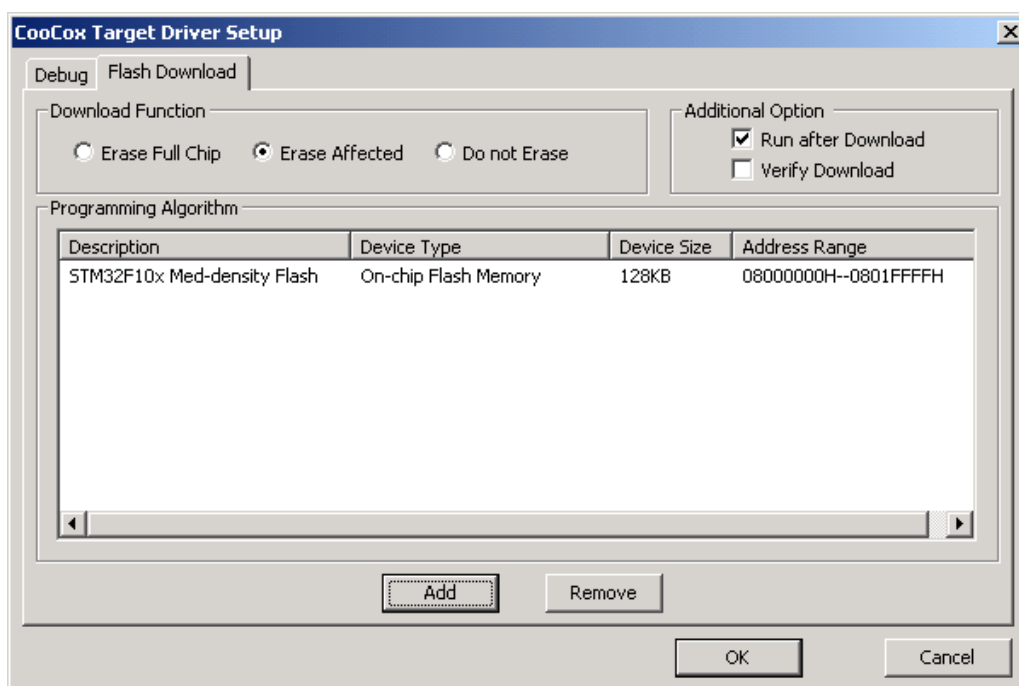 CooCox Target Driver Setup
Debug Flash Download
Download Function Additional Option
Erase Full Chip Erase Affected Do not Erase Run after Download
Verify Download
Programming Algorithm
Description Device Type Device Size Address Range
STM32F10x Med-density Flash On-chip Flash Memory 128KB 08000000H--0801FFFFH
Add Remove
OK Cancel